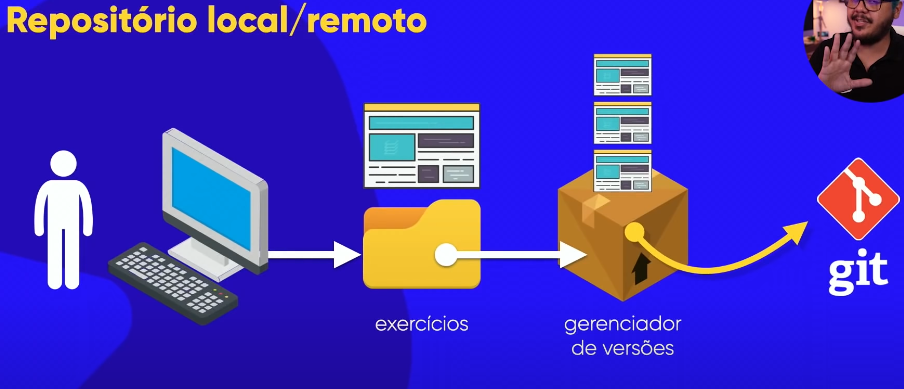 Repositório local/remoto
exercícios
gerenciador
de versões
git